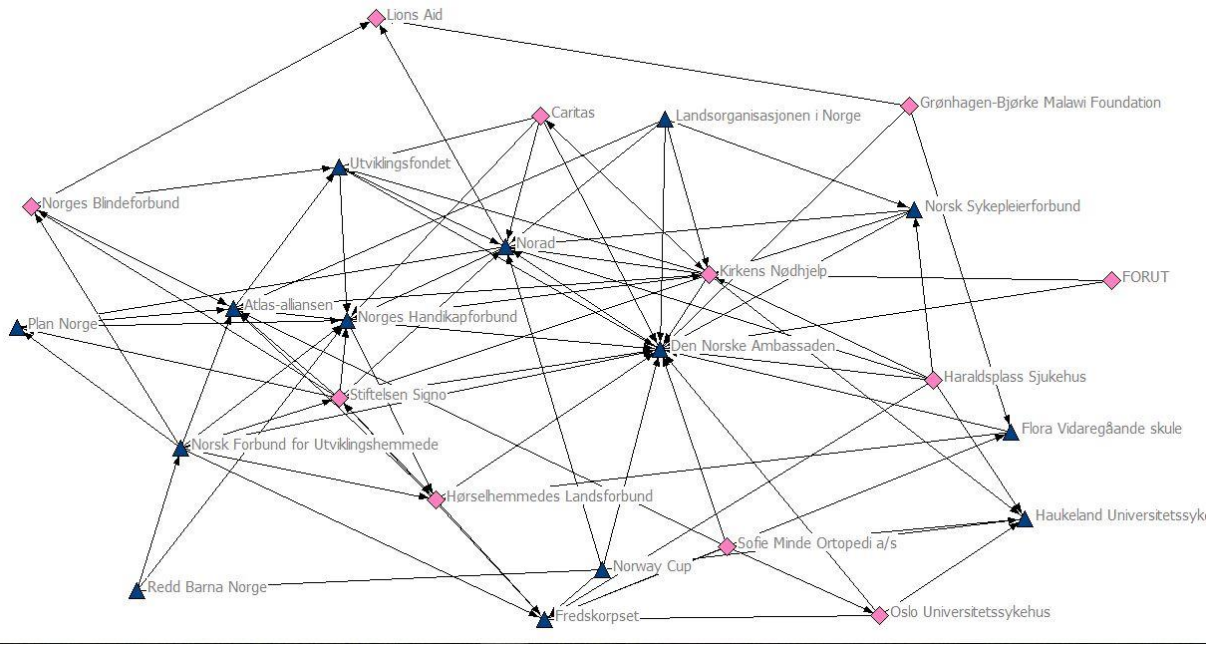 Lions Aid
Grønhagen-Bjørke Malawi Foundation
Caritas
Landsorganisasjonen i Norge
Utviklingsfondet
Norges Blindeforbund
Norsk Sykepleierforbund
Norad
Kirkens Nødhjelp
FORUT
Atlas-alliansen
Norges Handikapforbund
Plan Norge
Den Norske Ambassaden
Haraldsplass Sjukehus
Stiftelsen Signo
Flora Vidaregåande skule
Norsk Forbund for Utviklingshemmede
Hørselhemmedes Landsforbund
Haukeland Universitetssyke
Sofie Minde Ortopedi a/s
Norway Cup
Redd Barna Norge
Oslo Universitetssykehus
Fredskorpset